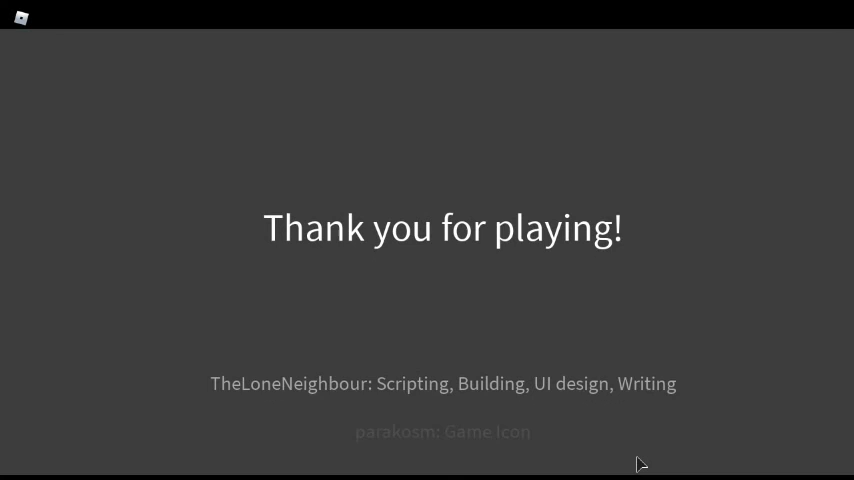 Thank you for playing!
TheLoneNeighbour: Scripting, Building, UI design, Writing
parakosm: Game Icon